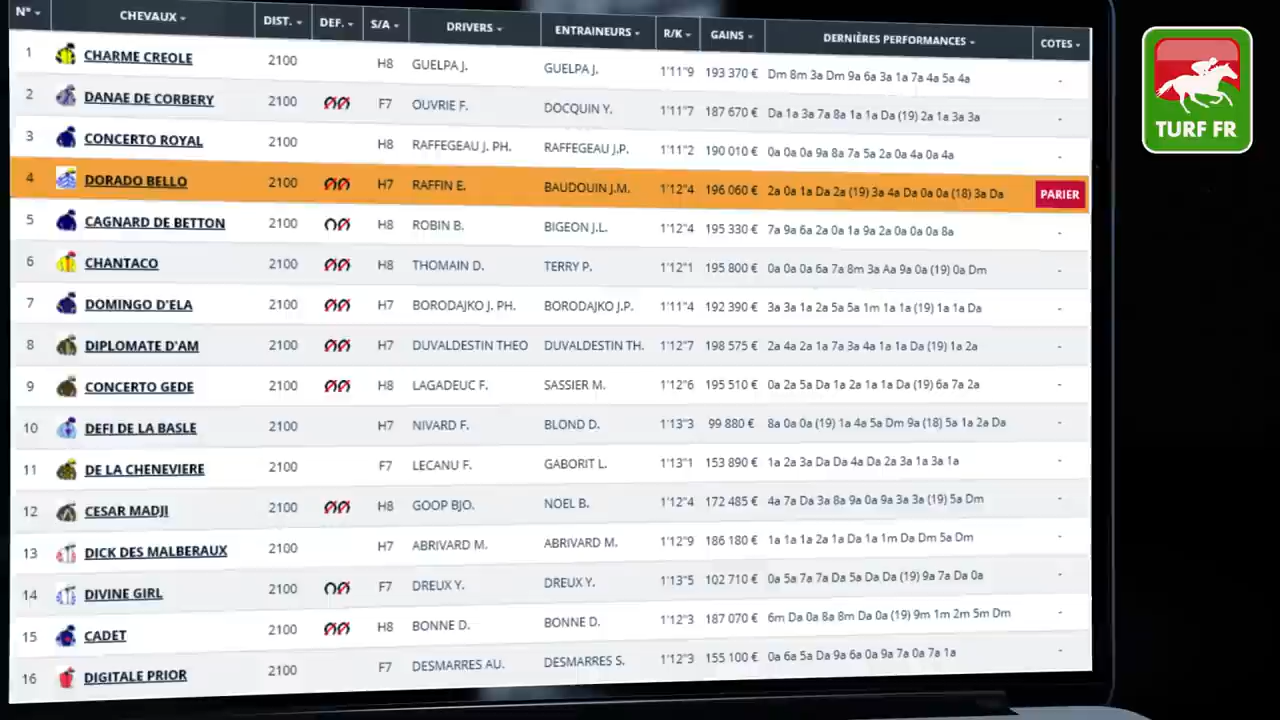 N° CHEVAUX DIST. DEF. S/A DRIVERS ENTRAINEURS R/K GAINS DERNIÈRES PERFORMANCES COTES
1 CHARME CREOLE 2100 H8 GUELPA J. GUELPA J. 1'11"9 193 370 € Dm 8m 3a Dm 9a 6a 3a 1a 7a 4a 5a 4a -
2 DANAE DE CORBERY 2100 F7 OUVRIE F. DOCQUIN Y. 1'11"7 187 670 € Da 1a 3a 7a 8a 1a 1a Da (19) 2a 1a 3a 3a -
3 CONCERTO ROYAL 2100 H8 RAFFEGEAU J. PH. RAFFEGEAU J.P. 1'11"2 190 010 € 0a 0a 0a 9a 8a 7a 5a 2a 0a 4a 0a 4a -
4 DORADO BELLO 2100 H7 RAFFIN E. BAUDOUIN J.M. 1'12"4 196 060 € 2a 0a 1a Da 2a (19) 3a 4a Da 0a 0a (18) 3a Da PARIER
5 CAGNARD DE BETTON 2100 H8 ROBIN B. BIGEON J.L. 1'12"4 195 330 € 7a 9a 6a 2a 0a 1a 9a 2a 0a 0a 0a 8a -
6 CHANTACO 2100 H8 THOMAIN D. TERRY P. 1'12"1 195 800 € 0a 0a 0a 6a 7a 8m 3a Aa 9a 0a (19) 0a Dm -
7 DOMINGO D'ELA 2100 H7 BORODAJKO J. PH. BORODAJKO J.P. 1'11"4 192 390 € 3a 3a 1a 2a 5a 5a 1m 1a 1a (19) 1a 1a Da -
8 DIPLOMATE D'AM 2100 H7 DUVALDESTIN THEO DUVALDESTIN TH. 1'12"7 198 575 € 2a 4a 2a 1a 7a 3a 4a 1a 1a Da (19) 1a 2a -
9 CONCERTO GEDE 2100 H8 LAGADEUC F. SASSIER M. 1'12"6 195 510 € 0a 2a 5a Da 1a 2a 1a 1a Da (19) 6a 7a 2a -
10 DEFI DE LA BASLE 2100 H7 NIVARD F. BLOND D. 1'13"3 99 880 € 8a 0a 0a (19) 1a 4a 5a Dm 9a (18) 5a 1a 2a Da -
11 DE LA CHENEVIERE 2100 F7 LECANU F. GABORIT L. 1'13"1 153 890 € 1a 2a 3a Da Da 4a Da 2a 3a 1a 3a 1a -
12 CESAR MADJI 2100 H8 GOOP BJO. NOEL B. 1'12"4 172 485 € 4a 7a Da 3a 8a 9a 0a 9a 3a 3a (19) 5a Dm -
13 DICK DES MALBERAUX 2100 H7 ABRIVARD M. ABRIVARD M. 1'12"9 186 180 € 1a 1a 1a 2a 1a Da 1a 1m Da Dm 5a Dm -
14 DIVINE GIRL 2100 F7 DREUX Y. DREUX Y. 1'13"5 102 710 € 0a 5a 7a 7a Da 5a Da Da (19) 9a 7a Da 0a -
15 CADET 2100 H8 BONNE D. BONNE D. 1'12"3 187 070 € 6m Da 0a 8a 8m Da 0a (19) 9m 1m 2m 5m Dm -
16 DIGITALE PRIOR 2100 F7 DESMARRES AU. DESMARRES S. 1'12"3 155 100 € 0a 6a 5a Da 9a 6a 0a 9a 7a 0a 7a 1a -
TURF FR